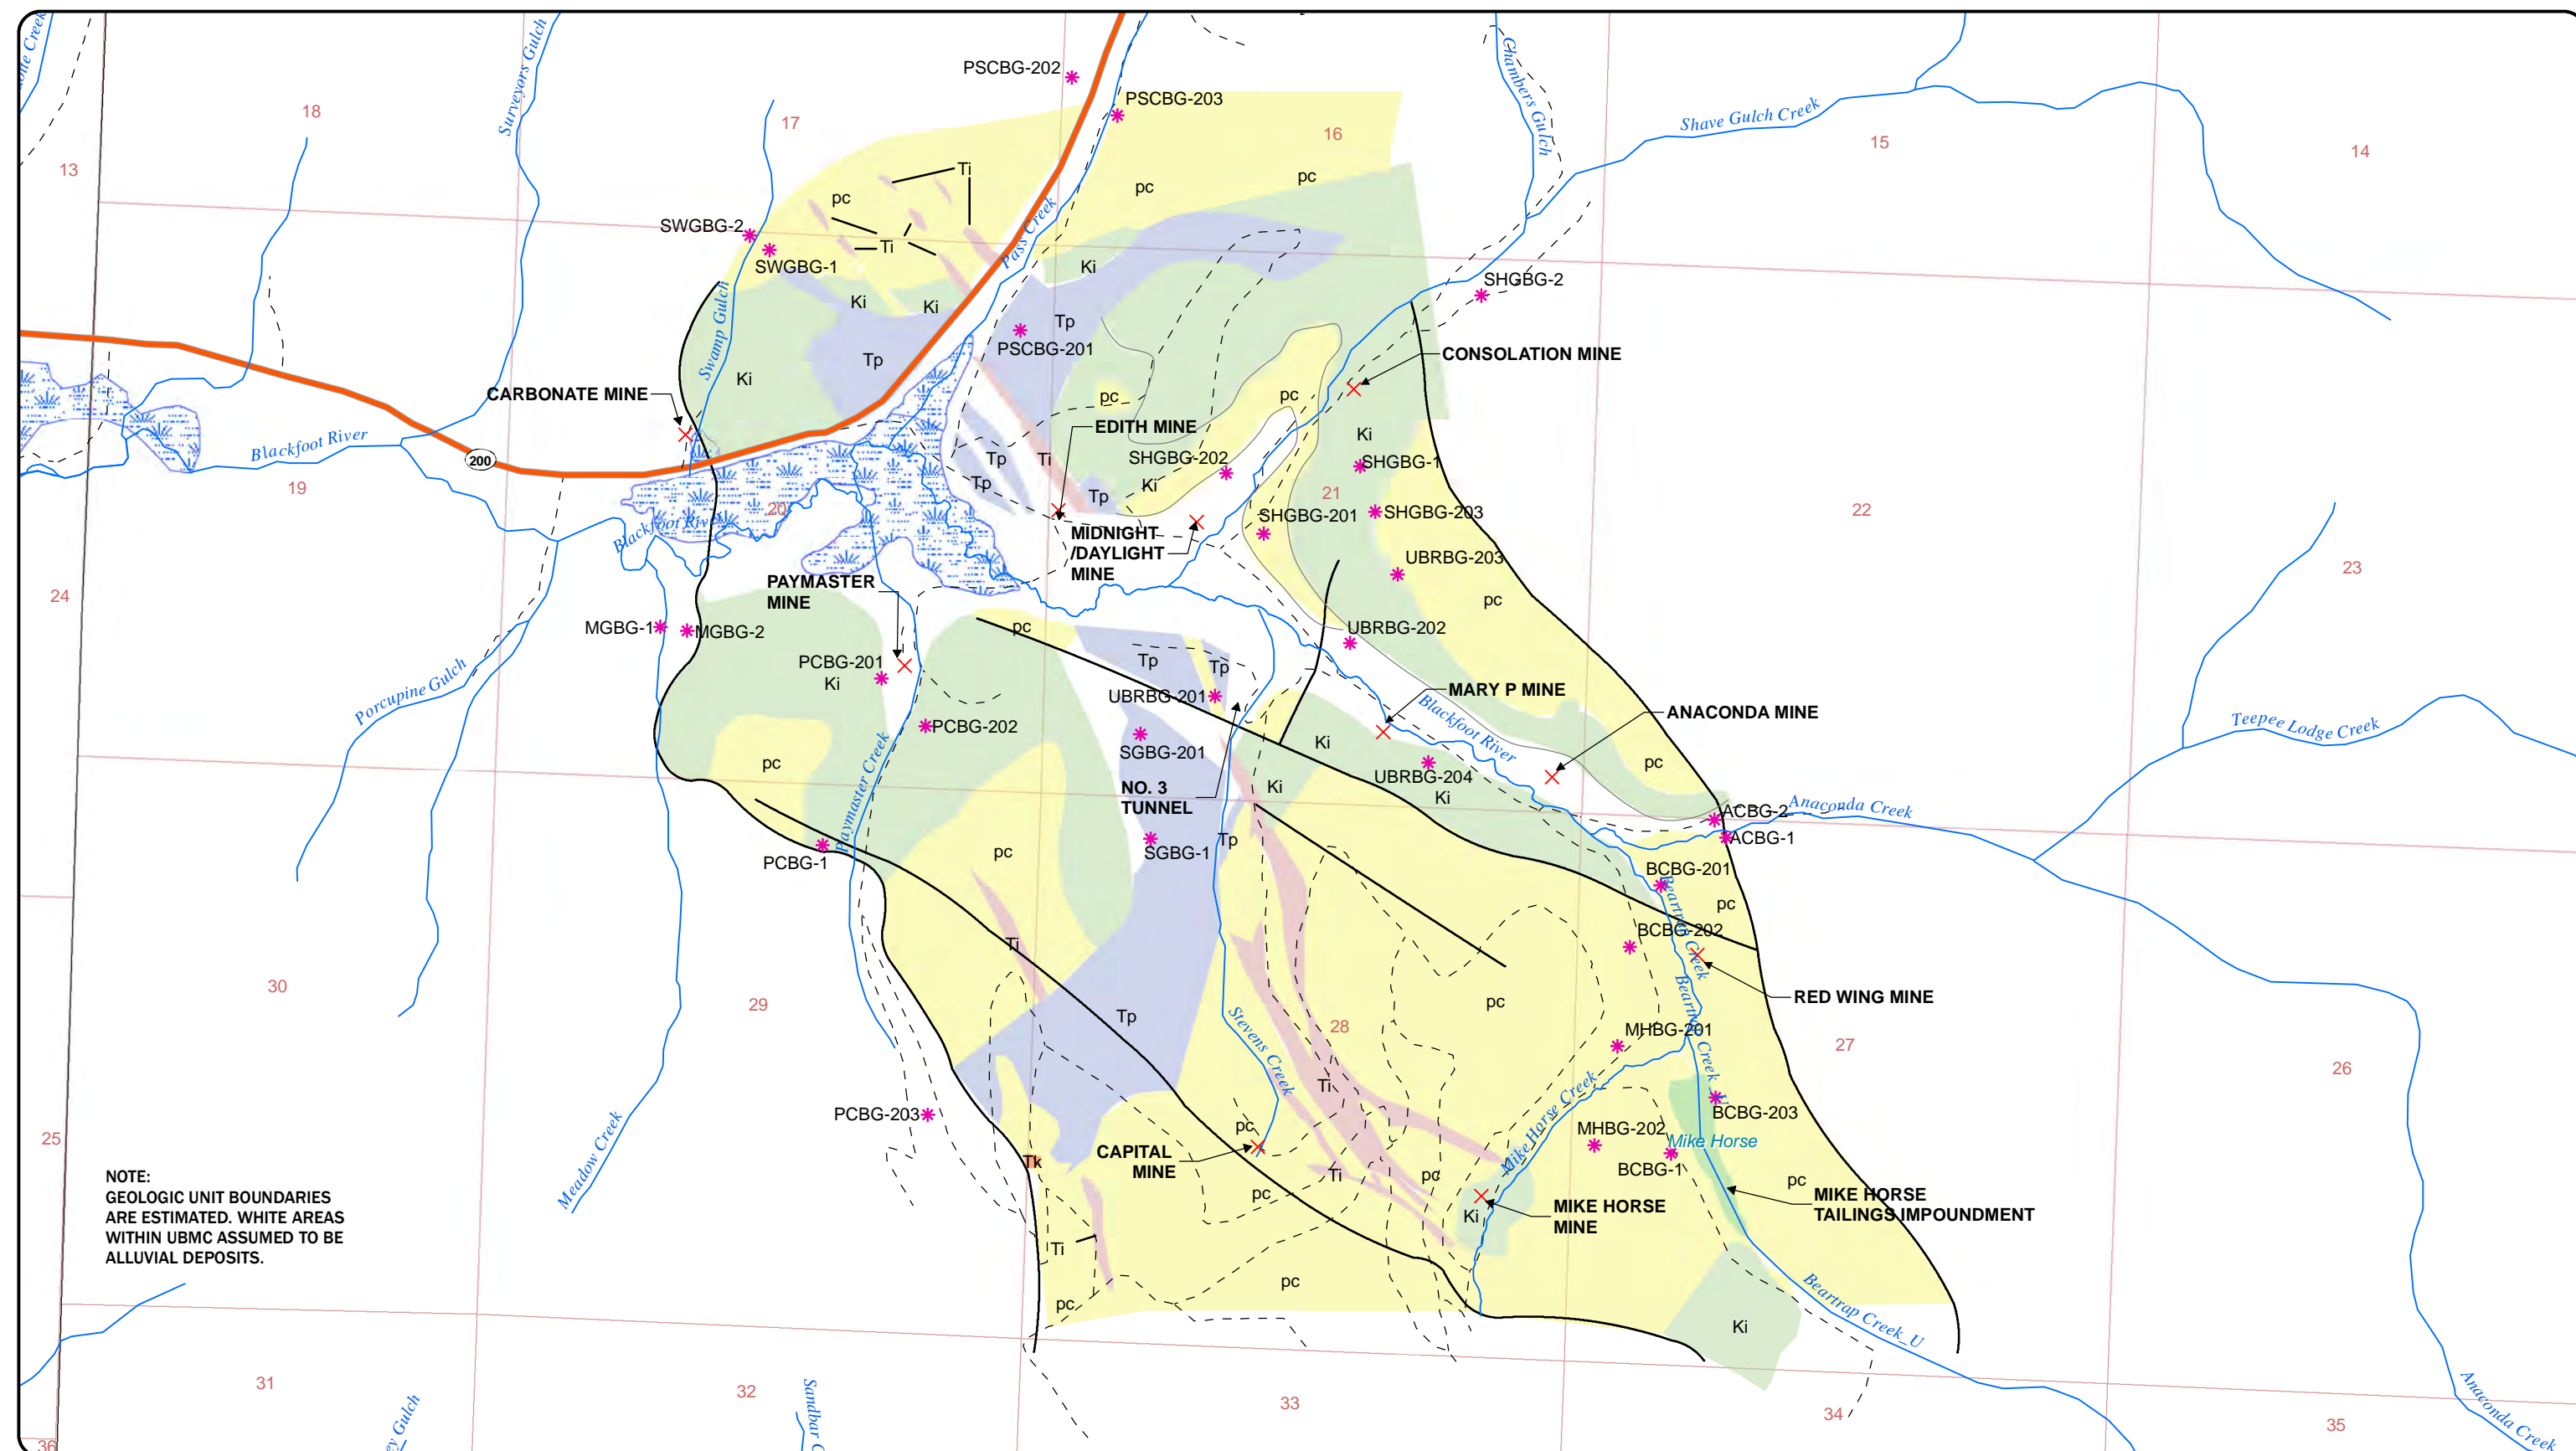 Surveyors Gulch
Chambers Gulch
PSCBG-202
PSCBG-203
18
17
16
Shave Gulch Creek
15
14
13
Ti
pc
pc
pc
SWGBG-2
SWGBG-1
Ti
Pass Creek
Ki
SHGBG-2
Swamp Gulch
Ki
Ki
Tp
PSCBG-201
Tp
Ki
CONSOLATION MINE
CARBONATE MINE
pc
pc
Blackfoot River
200
EDITH MINE
Ki
SHGBG-202
SHGBG-1
Tp
Ti
Tp
Tp
Ki
19
20
21
22
SHGBG-201
SHGBG-203
Blackfoot River
MIDNIGHT
/DAYLIGHT
MINE
UBRBG-203
23
24
PAYMASTER
MINE
pc
MGBG-1
MGBG-2
pc
UBRBG-202
PCBG-201
Ki
Tp
Tp
Porcupine Gulch
UBRBG-201
MARY P MINE
Blackfoot River
ANACONDA MINE
Teepee Lodge Creek
PCBG-202
SGBG-201
Ki
pc
pc
Paymaster Creek
NO. 3
TUNNEL
Ki
UBRBG-204
Ki
ACBG-2
Anaconda Creek
ACBG-1
PCBG-1
pc
SGBG-1
Tp
BCBG-201
Beartrap Creek
pc
BCBG-202
Ti
30
29
Tp
Stevens Creek
28
pc
RED WING MINE
Beartrap Creek_U
MHBG-201
27
26
Ti
Mike Horse Creek
PCBG-203
BCBG-203
25
Meadow Creek
pc
MHBG-202
Mike Horse
CAPITAL
MINE
Tk
BCBG-1
Ti
pc
pc
pc
MIKE HORSE
TAILINGS IMPOUNDMENT
MIKE HORSE
MINE
Ki
NOTE:
GEOLOGIC UNIT BOUNDARIES
ARE ESTIMATED. WHITE AREAS
WITHIN UBMC ASSUMED TO BE
ALLUVIAL DEPOSITS.
Ti
pc
pc
Ki
Beartrap Creek_U
31
32
33
34
35
36
Sandbar C
ey Gulch
Anaconda Creek